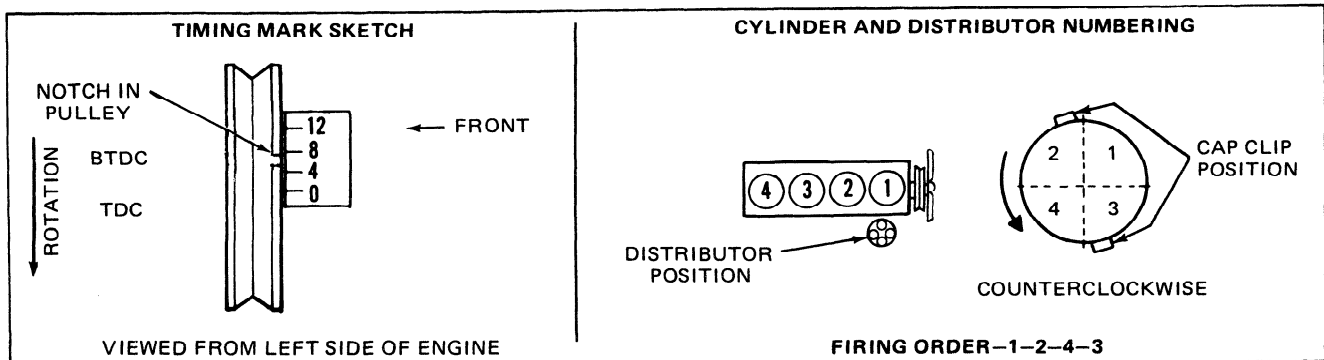 TIMING MARK SKETCH
NOTCH IN
PULLEY
12
8
4
0
FRONT
ROTATION
BTDC
TDC
VIEWED FROM LEFT SIDE OF ENGINE
CYLINDER AND DISTRIBUTOR NUMBERING
4 3 2 1
DISTRIBUTOR
POSITION
2 1
4 3
CAP CLIP
POSITION
COUNTERCLOCKWISE
FIRING ORDER—1—2—4—3